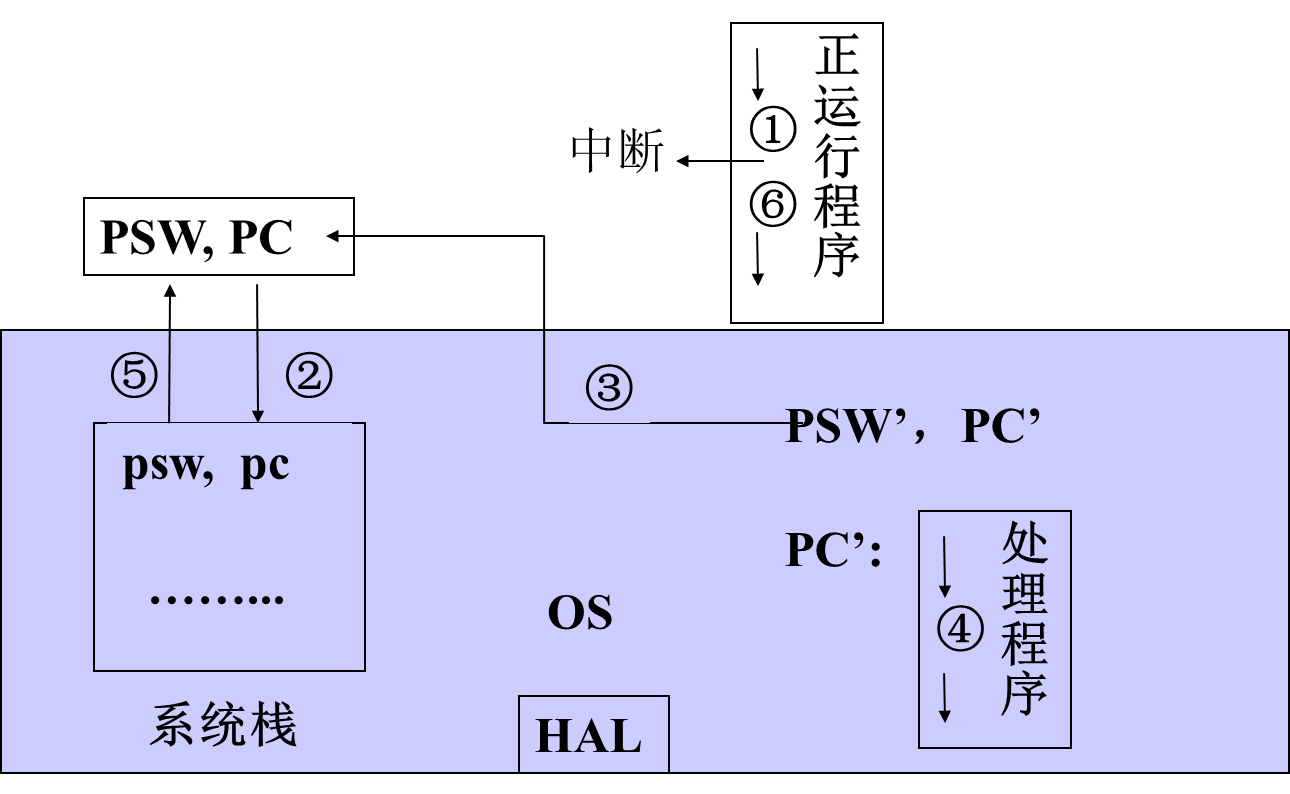 正运行程序
①
中断
⑥
PSW, PC
⑤
②
③
PSW’，PC’
psw, pc
PC’:
处理程序
④
………...
OS
系统栈
HAL